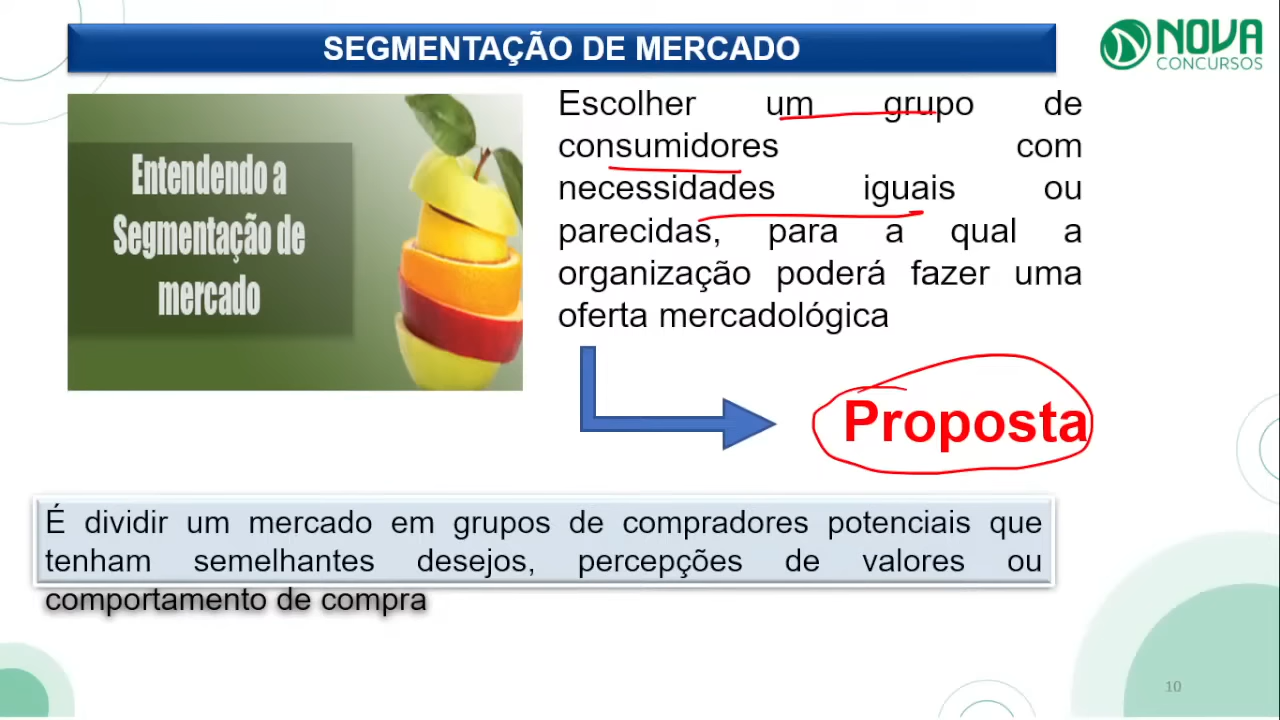 SEGMENTAÇÃO DE MERCADO
NOVA
CONCURSOS
Entendendo a
Segmentação de
mercado
Escolher um grupo de
consumidores com
necessidades iguais ou
parecidas, para a qual a
organização poderá fazer uma
oferta mercadológica
Proposta
É dividir um mercado em grupos de compradores potenciais que
tenham semelhantes desejos, percepções de valores ou
comportamento de compra
10